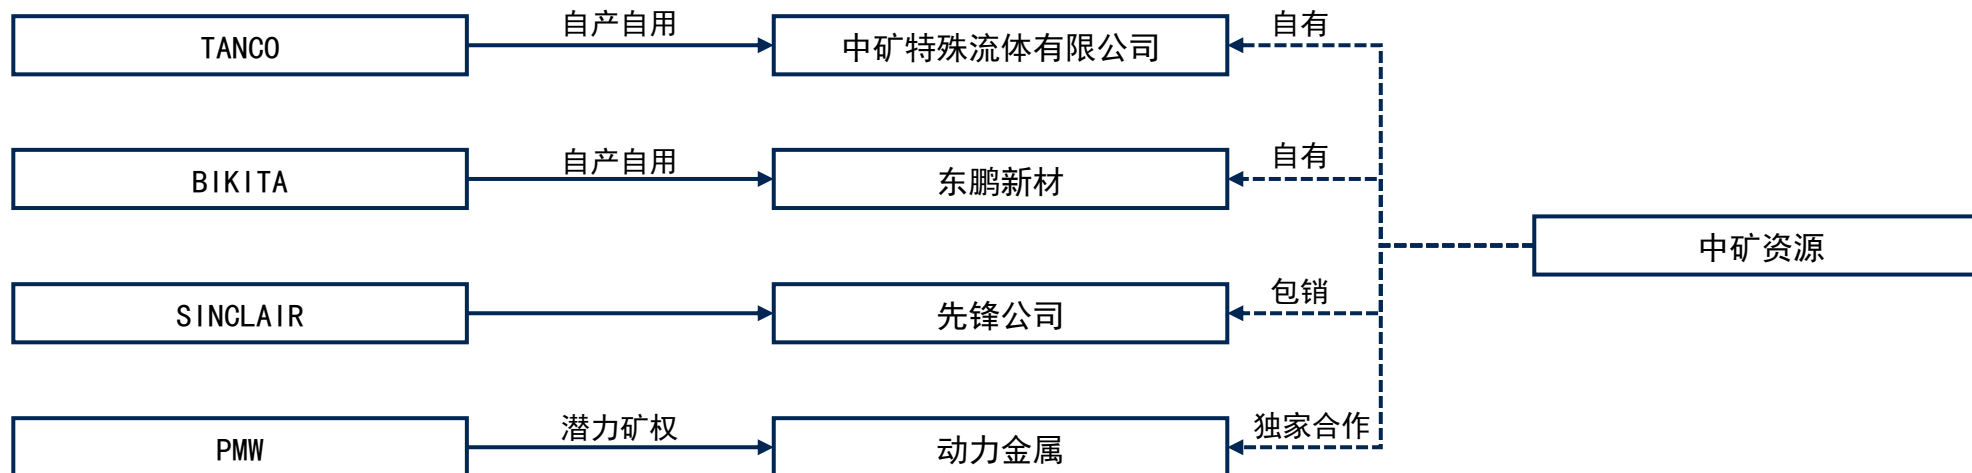 TANCO
自产自用
中矿特殊流体有限公司
自有
BIKITA
自产自用
东鹏新材
自有
中矿资源
SINCLAIR
先锋公司
包销
PMW
潜力矿权
动力金属
独家合作